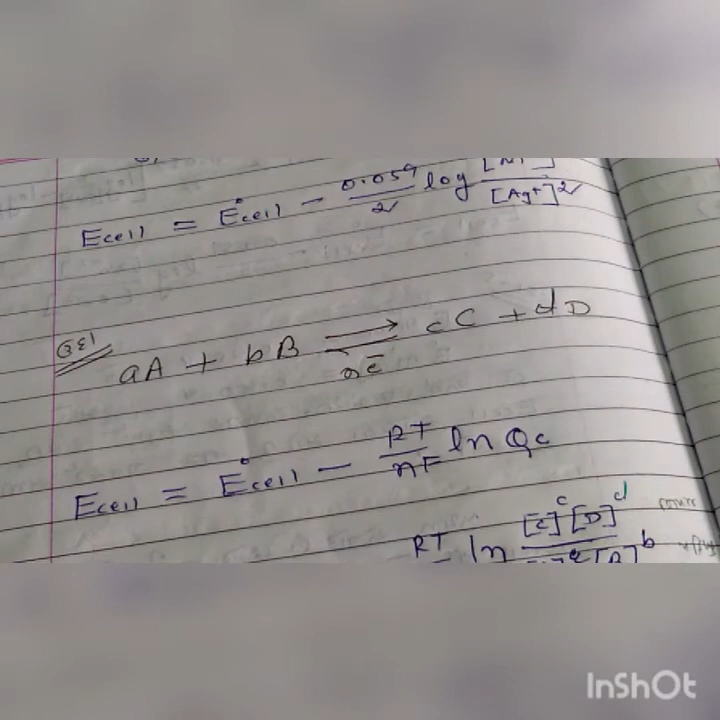 Ecell = E°cell - 0.059/2 log [Ni]/[Ag+]²
Q31
aA + bB ⇌ cC + dD
ne̅
Ecell = E°cell - RT/nF ln Qc
RT ln [C]^c [D]^d
InShOt